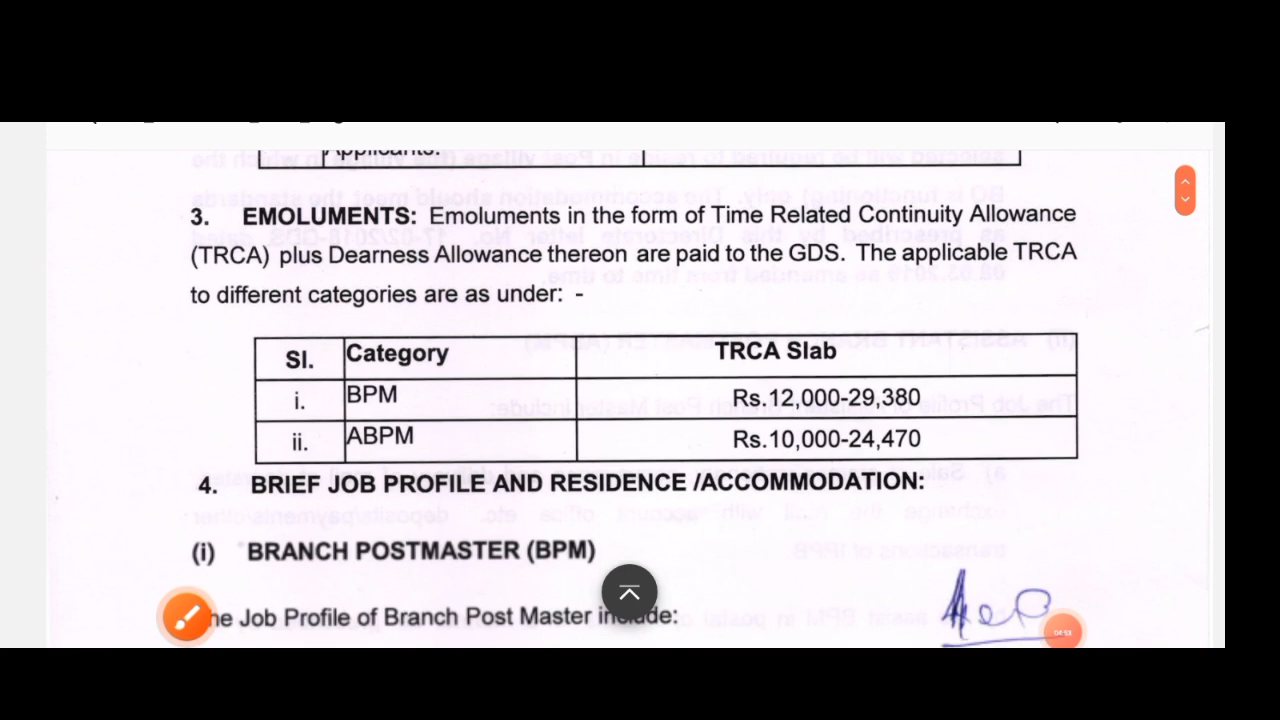 Applicants.
3. EMOLUMENTS: Emoluments in the form of Time Related Continuity Allowance
(TRCA) plus Dearness Allowance thereon are paid to the GDS. The applicable TRCA
to different categories are as under: -
Sl. Category TRCA Slab
i. BPM Rs.12,000-29,380
ii. ABPM Rs.10,000-24,470
4. BRIEF JOB PROFILE AND RESIDENCE /ACCOMMODATION:
(i) BRANCH POSTMASTER (BPM)
he Job Profile of Branch Post Master include: